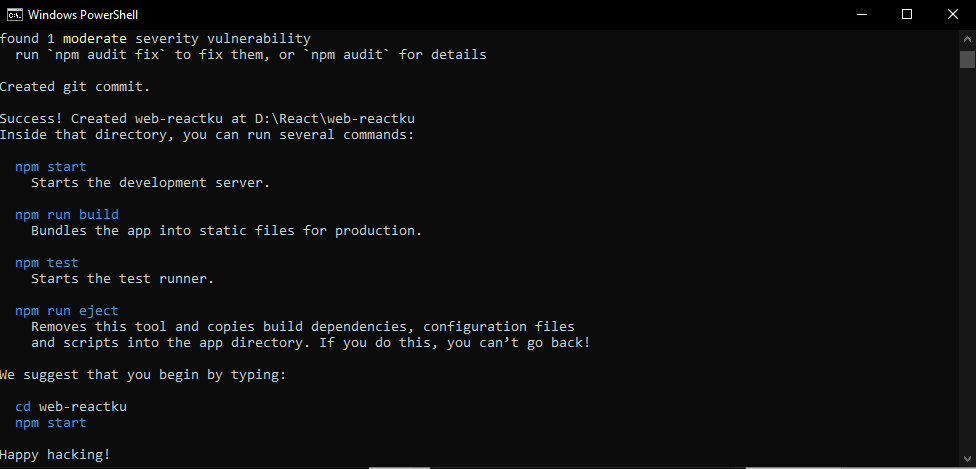 Windows PowerShell
found 1 moderate severity vulnerability
run `npm audit fix` to fix them, or `npm audit` for details
Created git commit.
Success! Created web-reactku at D:\React\web-reactku
Inside that directory, you can run several commands:
npm start
Starts the development server.
npm run build
Bundles the app into static files for production.
npm test
Starts the test runner.
npm run eject
Removes this tool and copies build dependencies, configuration files
and scripts into the app directory. If you do this, you can’t go back!
We suggest that you begin by typing:
cd web-reactku
npm start
Happy hacking!